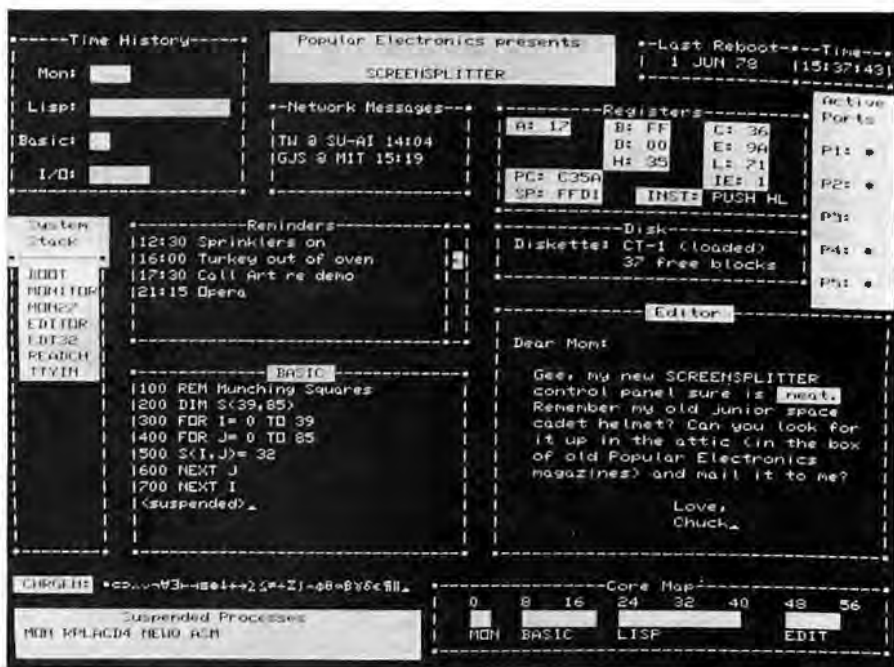 Time History
Mon:
Lisp:
Basic:
I/O:
Popular Electronics presents
SCREENSPLITTER
Last Reboot
1 JUN 78
Time
15:37:43
Network Messages
TW @ SU-AI 14:04
GJS @ MIT 15:19
Registers
A: 17 B: FF C: 36
D: 00 E: 9A
H: 35 L: 71
PC: C35A IE: 1
SP: FFD1 INST: PUSH HL
Active
Ports
P1: •
P2: •
P3:
P4: •
P5: •
System
Stack
ROOT
MONITOR
MON27
EDITOR
EDT32
READCH
TTYIN
Reminders
12:30 Sprinklers on
16:00 Turkey out of oven
17:30 Call Art re demo
21:15 Opera
Disk
Diskette: CT-1 (loaded)
37 free blocks
BASIC
100 REM Munching Squares
200 DIM S(39,85)
300 FOR I= 0 TO 39
400 FOR J= 0 TO 85
500 S(I,J)= 32
600 NEXT J
700 NEXT I
<suspended>
Editor
Dear Mom:
Gee, my new SCREENSPLITTER
control panel sure is neat.
Remember my old junior space
cadet helmet? Can you look for
it up in the attic (in the box
of old Popular Electronics
magazines) and mail it to me?
Love,
Chuck
CHRGEN:
Suspended Processes
MON RPLACD4 NEWO ASM
Core Map
0 8 16 24 32 40 48 56
MON BASIC LISP EDIT